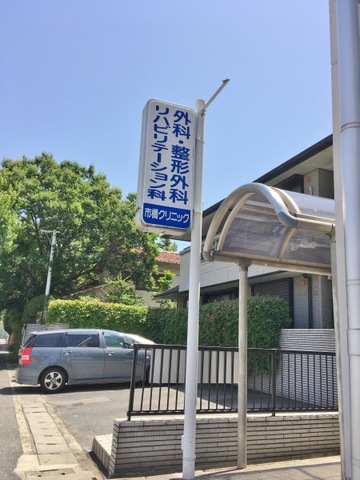 外科 整形外科
リハビリテーション科
市橋クリニック